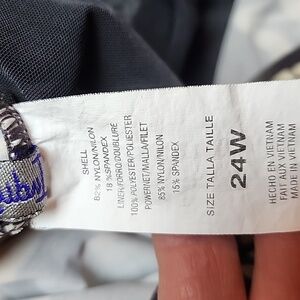 SHELL
82% NYLON/NILON
18 %SPANDEX
LINER/FORRO/DOUBLURE
100% POLYESTER/POLIESTER
POWERNET/MALLA/FILET
85% NYLON/NILON
15% SPANDEX
SIZE TALLA TAILLE
24W
HECHO EN VIETNAM
FAIT AUX VIETNAM
MADE IN VIETNAM